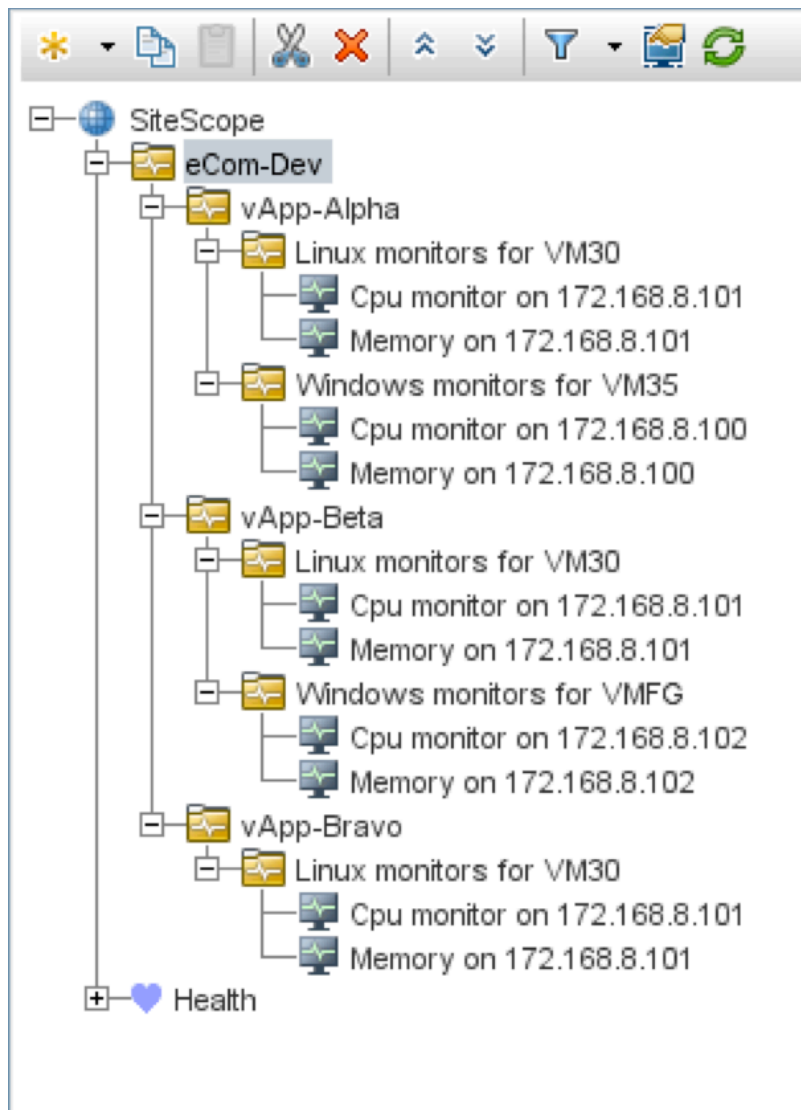 SiteScope
eCom-Dev
vApp-Alpha
Linux monitors for VM30
Cpu monitor on 172.168.8.101
Memory on 172.168.8.101
Windows monitors for VM35
Cpu monitor on 172.168.8.100
Memory on 172.168.8.100
vApp-Beta
Linux monitors for VM30
Cpu monitor on 172.168.8.101
Memory on 172.168.8.101
Windows monitors for VMFG
Cpu monitor on 172.168.8.102
Memory on 172.168.8.102
vApp-Bravo
Linux monitors for VM30
Cpu monitor on 172.168.8.101
Memory on 172.168.8.101
Health